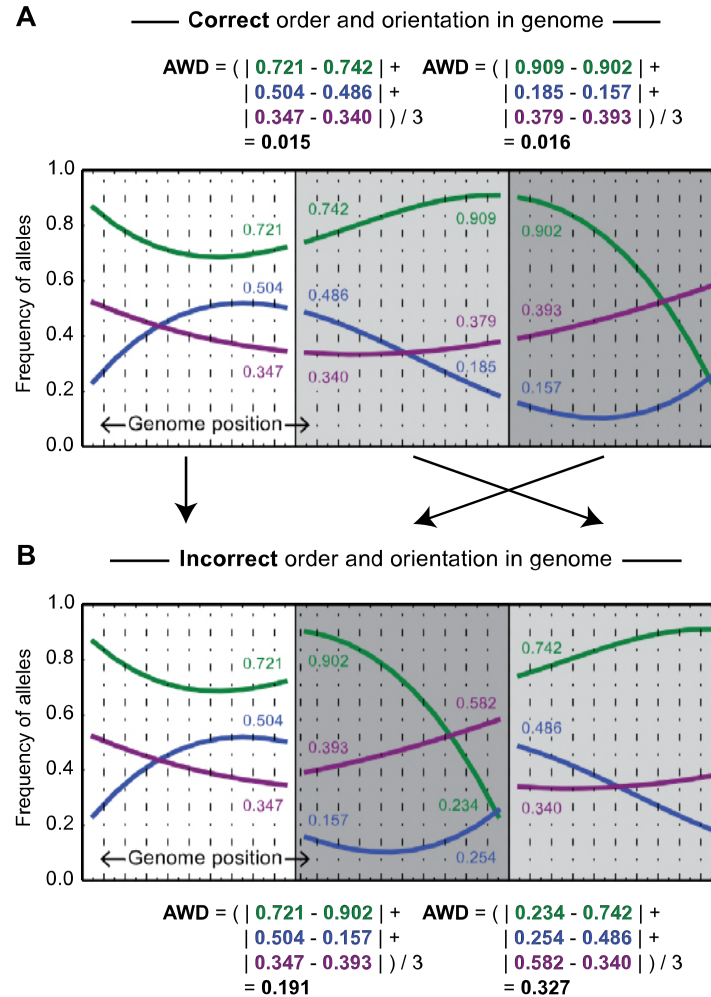 A
Correct order and orientation in genome
AWD = ( | 0.721 - 0.742 | +
| 0.504 - 0.486 | +
| 0.347 - 0.340 | ) / 3
= 0.015
AWD = ( | 0.909 - 0.902 | +
| 0.185 - 0.157 | +
| 0.379 - 0.393 | ) / 3
= 0.016
Frequency of alleles
1.0
0.8
0.6
0.4
0.2
0.0
0.721
0.504
0.347
Genome position
0.742
0.486
0.340
0.909
0.379
0.185
0.902
0.393
0.157
B
Incorrect order and orientation in genome
Frequency of alleles
1.0
0.8
0.6
0.4
0.2
0.0
0.721
0.504
0.347
Genome position
0.902
0.393
0.157
0.582
0.234
0.254
0.742
0.486
0.340
AWD = ( | 0.721 - 0.902 | +
| 0.504 - 0.157 | +
| 0.347 - 0.393 | ) / 3
= 0.191
AWD = ( | 0.234 - 0.742 | +
| 0.254 - 0.486 | +
| 0.582 - 0.340 | ) / 3
= 0.327